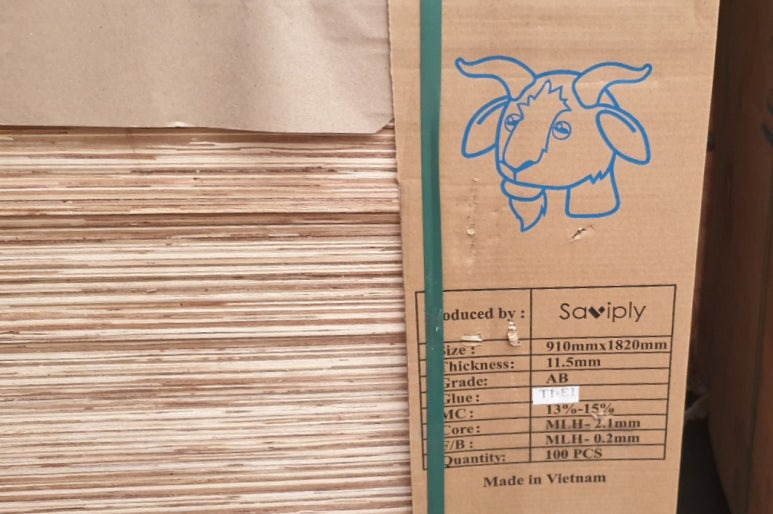 oduced by : Saviply
Size : 910mmx1820mm
Thickness: 11.5mm
Grade: AB
Glue : T1-E1
MC : 13%-15%
Core: MLH- 2.1mm
F/B : MLH- 0.2mm
Quantity: 100 PCS
Made in Vietnam